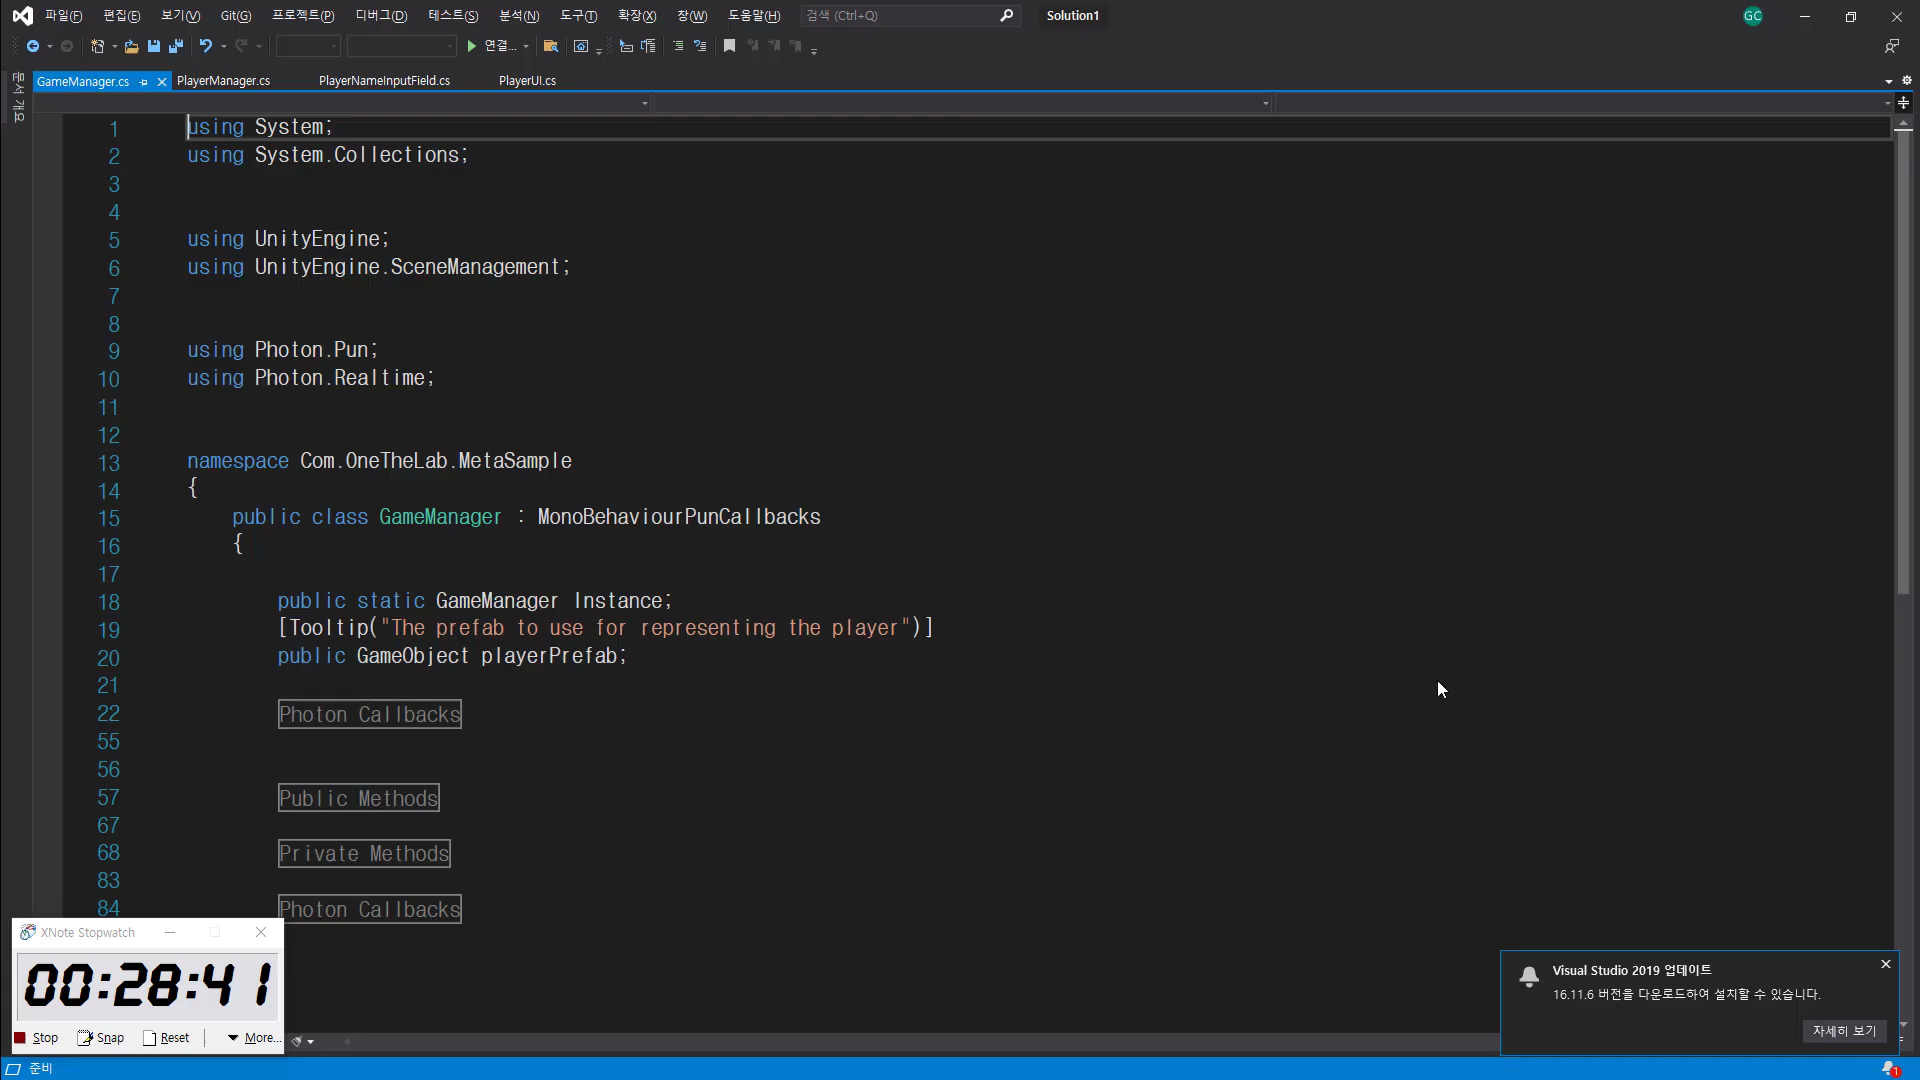 파일(F) 편집(E) 보기(V) Git(G) 프로젝트(P) 디버그(D) 테스트(S) 분석(N) 도구(T) 확장(X) 창(W) 도움말(H) 검색 (Ctrl+Q) Solution1 GC
연결...
문서 개요
GameManager.cs PlayerManager.cs PlayerNameInputField.cs PlayerUI.cs
1 using System;
2 using System.Collections;
3
4
5 using UnityEngine;
6 using UnityEngine.SceneManagement;
7
8
9 using Photon.Pun;
10 using Photon.Realtime;
11
12
13 namespace Com.OneTheLab.MetaSample
14 {
15 public class GameManager : MonoBehaviourPunCallbacks
16 {
17
18 public static GameManager Instance;
19 [Tooltip("The prefab to use for representing the player")]
20 public GameObject playerPrefab;
21
22 Photon Callbacks
55
56
57 Public Methods
67
68 Private Methods
83
84 Photon Callbacks
XNote Stopwatch
00:28:41
Stop Snap Reset More...
Visual Studio 2019 업데이트
16.11.6 버전을 다운로드하여 설치할 수 있습니다.
자세히 보기
준비
1